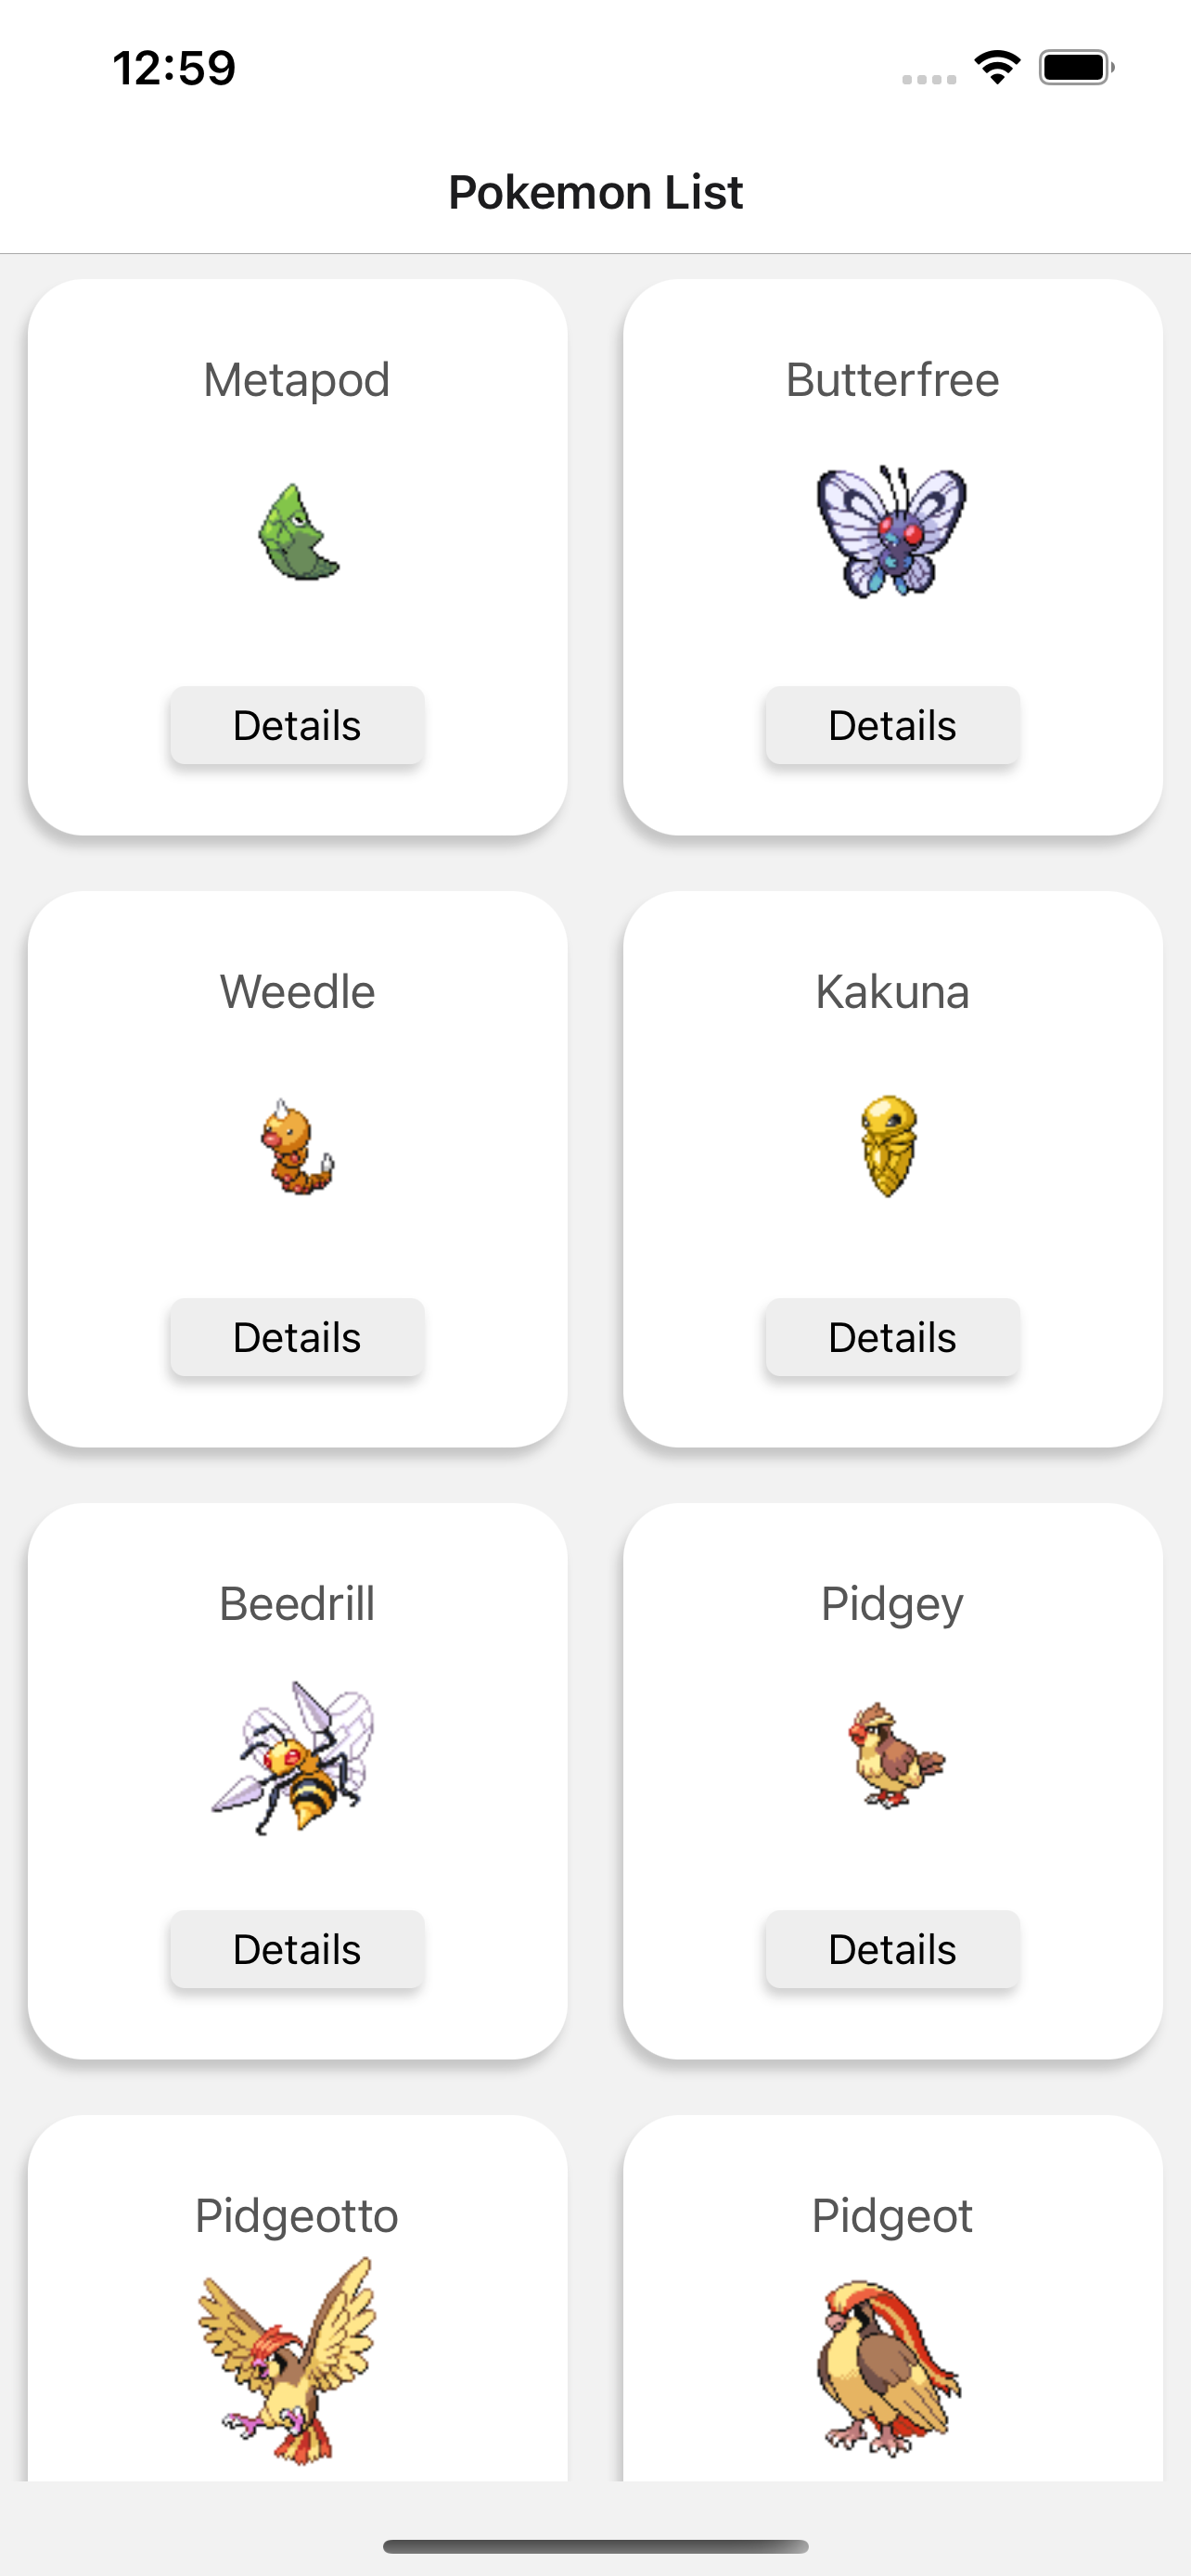 12:59
Pokemon List
Metapod
Butterfree
Details
Details
Weedle
Kakuna
Details
Details
Beedrill
Pidgey
Details
Details
Pidgeotto
Pidgeot